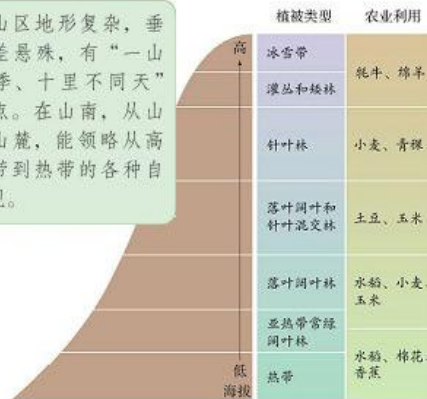 山区地形复杂，垂
差悬殊，有“一山
季、十里不同天”
点。在山南，从山
山麓，能领略从高
带到热带的各种自
。
植被类型
农业利用
高
冰雪带
灌丛和矮林
牦牛、绵羊
针叶林
小麦、青稞
落叶阔叶和
针叶混交林
土豆、玉米
落叶阔叶林
水稻、小麦、
玉米
亚热带常绿
阔叶林
水稻、棉花、
香蕉
热带
低
海拔